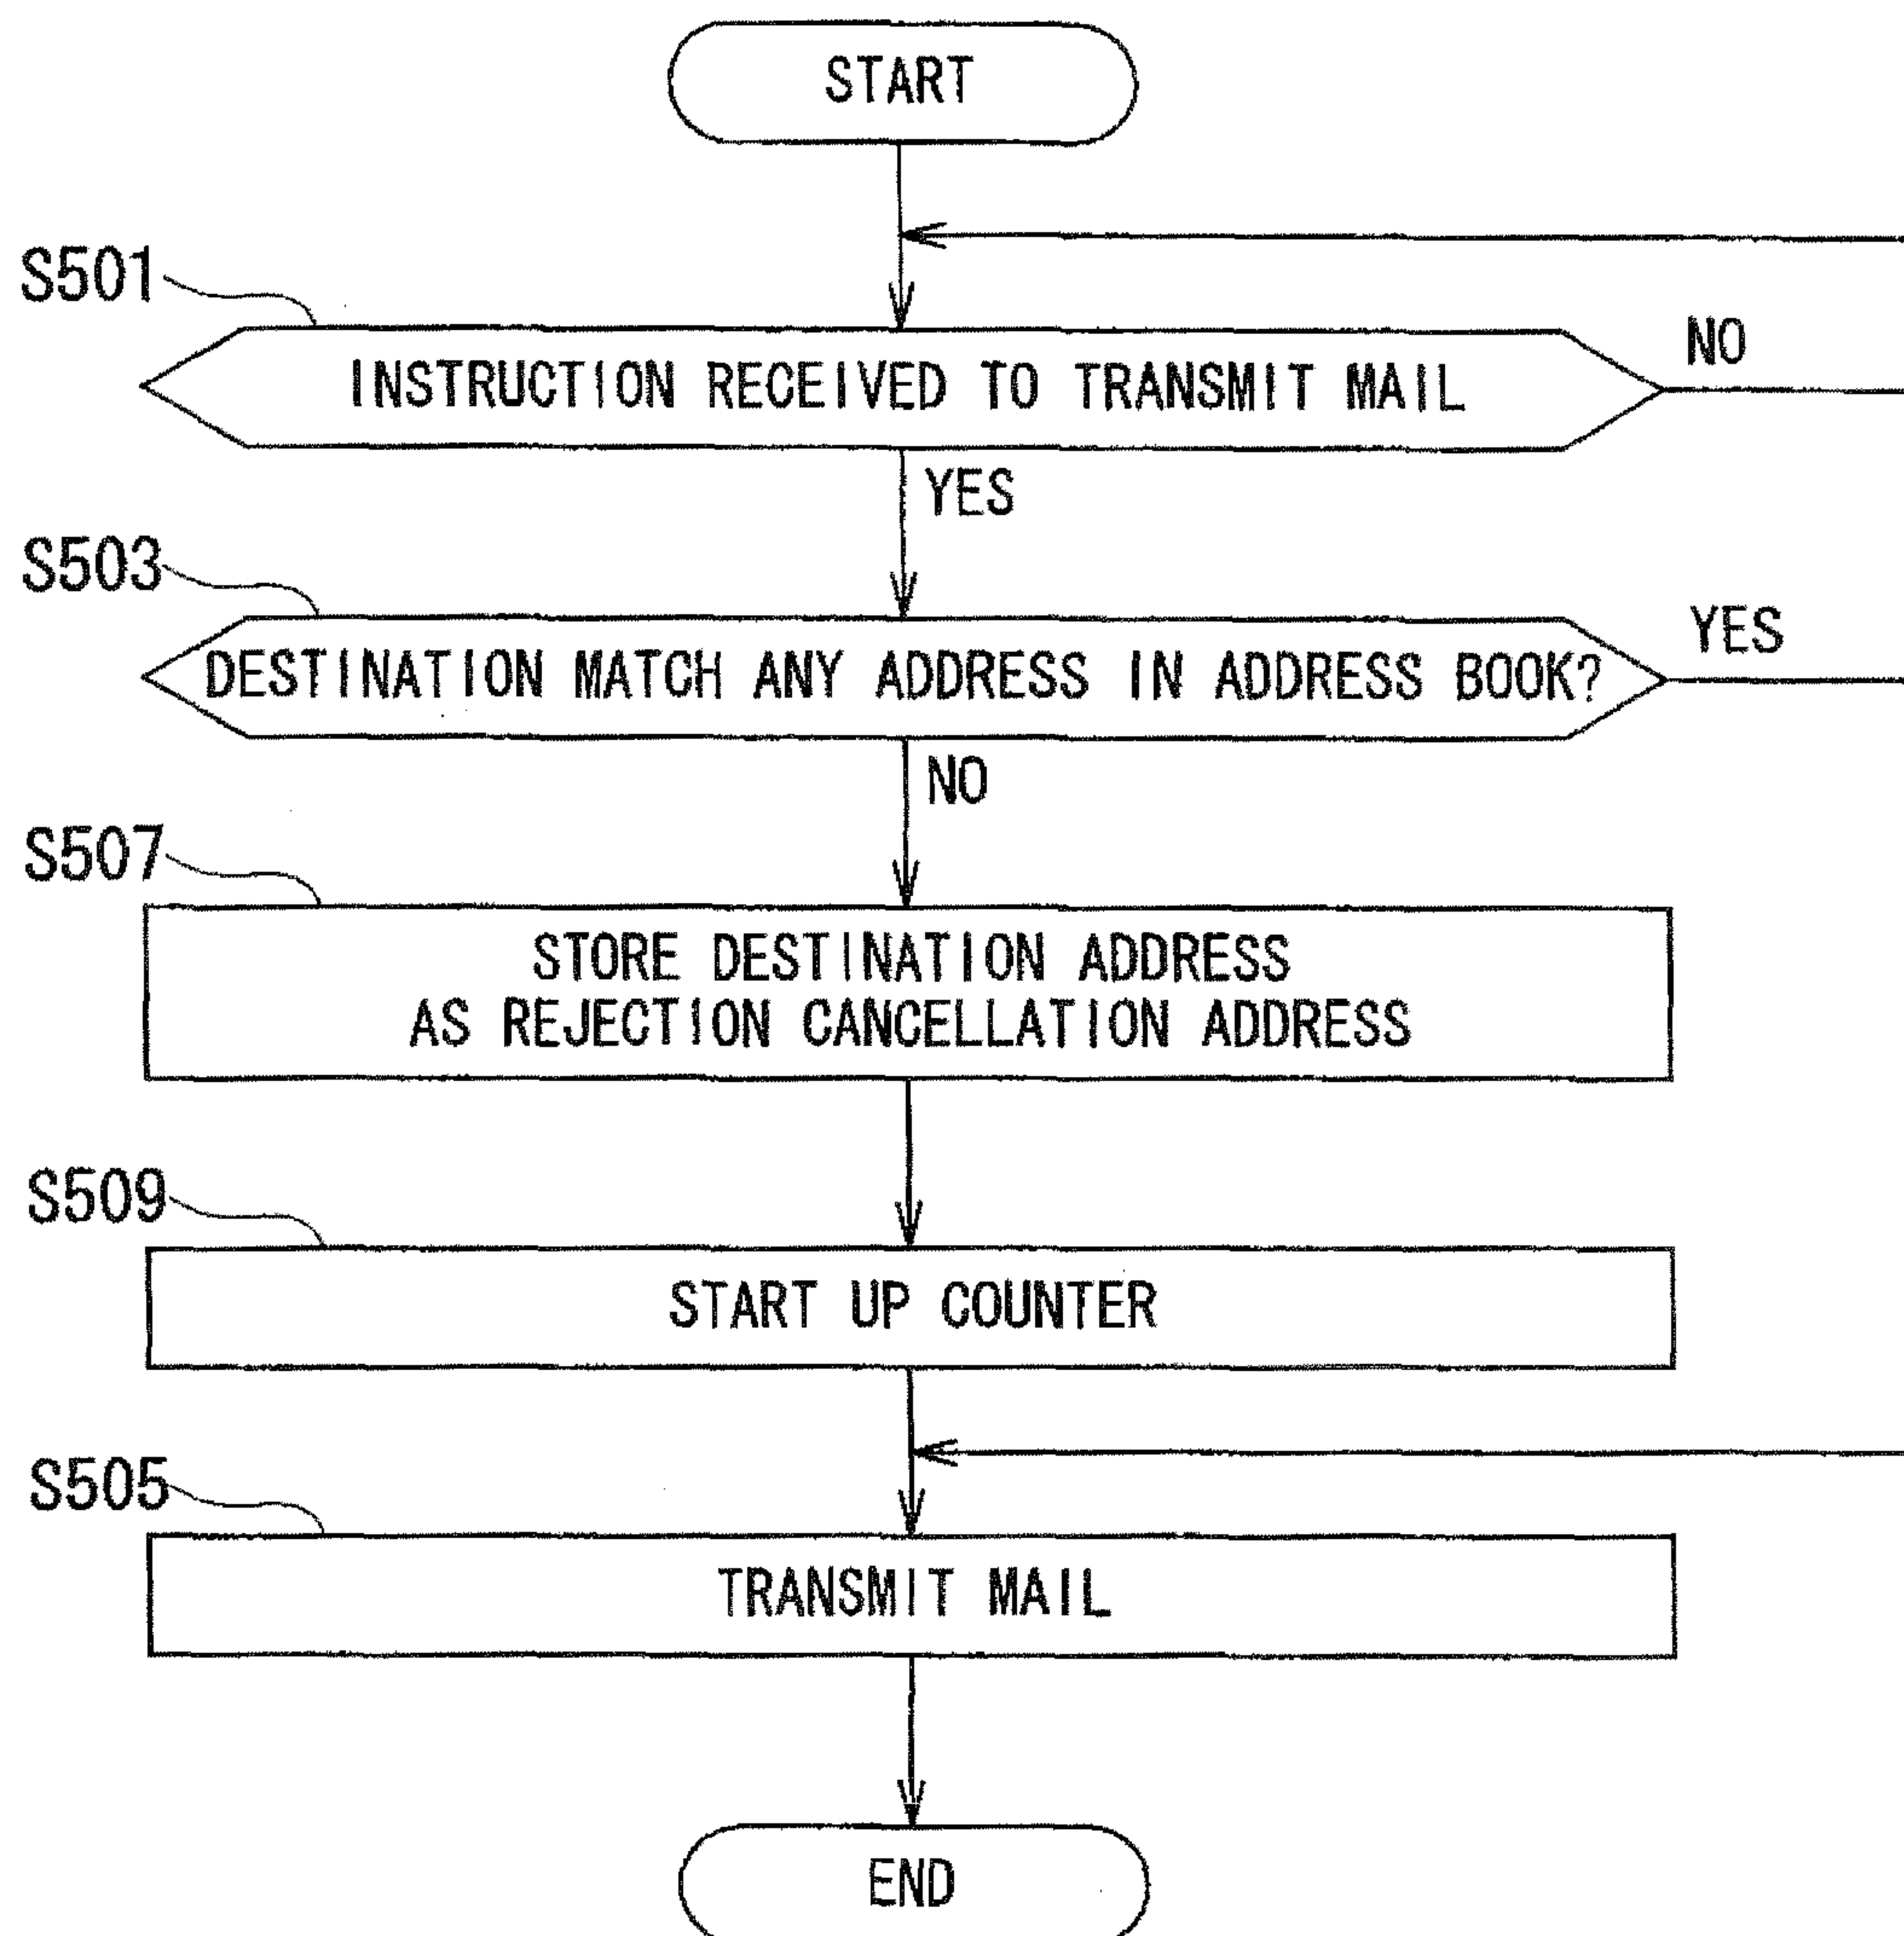 START
S501
INSTRUCTION RECEIVED TO TRANSMIT MAIL
NO
YES
S503
DESTINATION MATCH ANY ADDRESS IN ADDRESS BOOK?
YES
NO
S507
STORE DESTINATION ADDRESS
AS REJECTION CANCELLATION ADDRESS
S509
START UP COUNTER
S505
TRANSMIT MAIL
END